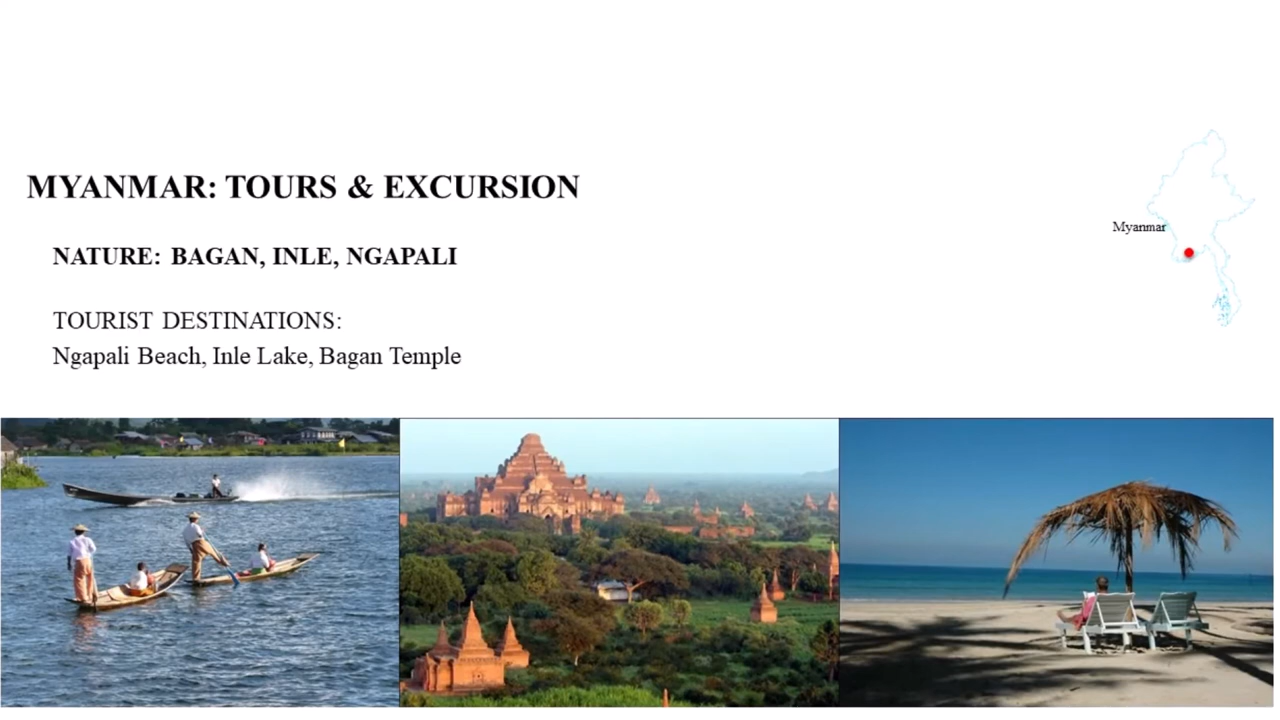 MYANMAR: TOURS & EXCURSION
NATURE: BAGAN, INLE, NGAPALI
TOURIST DESTINATIONS:
Ngapali Beach, Inle Lake, Bagan Temple
Myanmar